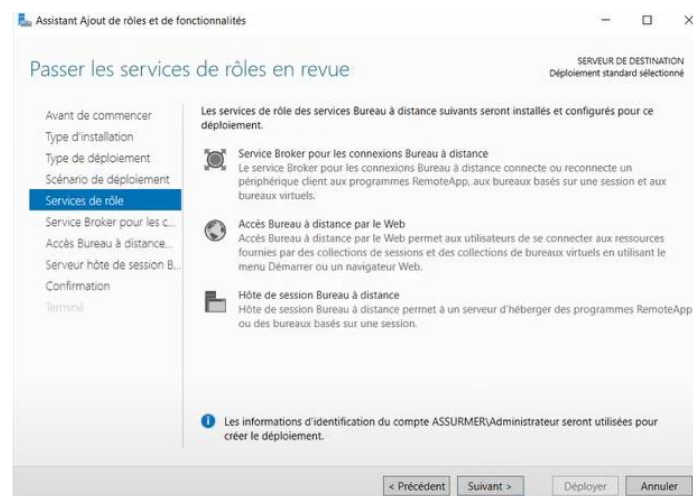 Assistant Ajout de rôles et de fonctionnalités
Passer les services de rôles en revue
SERVEUR DE DESTINATION
Déploiement standard sélectionné
Avant de commencer
Type d'installation
Type de déploiement
Scénario de déploiement
Services de rôle
Service Broker pour les c...
Accès Bureau à distance...
Serveur hôte de session B...
Confirmation
Terminé
Les services de rôle des services Bureau à distance suivants seront installés et configurés pour ce
déploiement.
Service Broker pour les connexions Bureau à distance
Le service Broker pour les connexions Bureau à distance connecte ou reconnecte un
périphérique client aux programmes RemoteApp, aux bureaux basés sur une session et aux
bureaux virtuels.
Accès Bureau à distance par le Web
Accès Bureau à distance par le Web permet aux utilisateurs de se connecter aux ressources
fournies par des collections de sessions et des collections de bureaux virtuels en utilisant le
menu Démarrer ou un navigateur Web.
Hôte de session Bureau à distance
Hôte de session Bureau à distance permet à un serveur d'héberger des programmes RemoteApp
ou des bureaux basés sur une session.
Les informations d'identification du compte ASSURMER\Administrateur seront utilisées pour
créer le déploiement.
< Précédent
Suivant >
Déployer
Annuler